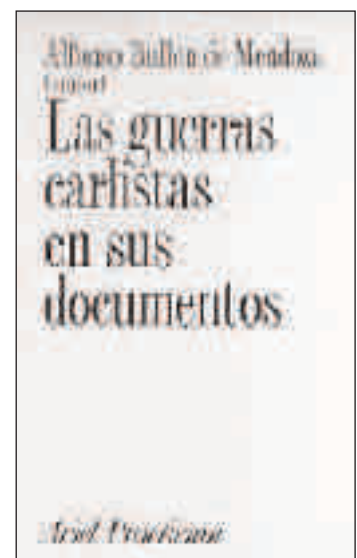 Alfonso Bullón de Mendoza
Las guerras
carlistas
en sus
documentos
Ariel Practicum